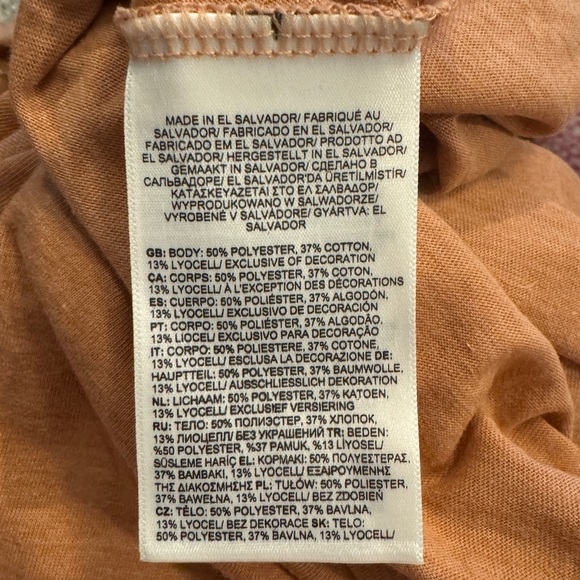 MADE IN EL SALVADOR/ FABRIQUÉ AU
SALVADOR/ FABRICADO EN EL SALVADOR/
FABRICADO EM EL SALVADOR/ PRODOTTO AD
EL SALVADOR/ HERGESTELLT IN EL SALVADOR/
GEMAAKT IN SALVADOR/ СДЕЛАНО В
САЛЬВАДОРЕ/ EL SALVADOR'DA ÜRETİLMİŞTİR/
ΚΑΤΑΣΚΕΥΑΖΕΤΑΙ ΣΤΟ ΕΛ ΣΑΛΒΑΔΟΡ/
WYPRODUKOWANO W SALWADORZE/
VYROBENÉ V SALVADORE/ GYÁRTVA: EL
SALVADOR
GB: BODY: 50% POLYESTER, 37% COTTON,
13% LYOCELL/ EXCLUSIVE OF DECORATION
CA: CORPS: 50% POLYESTER, 37% COTON,
13% LYOCELL/ À L'EXCEPTION DES DÉCORATIONS
ES: CUERPO: 50% POLIÉSTER, 37% ALGODÓN,
13% LYOCELL/ EXCLUSIVO DE DECORACIÓN
PT: CORPO: 50% POLIÉSTER, 37% ALGODÃO,
13% LIOCEL/ EXCLUSIVO PARA DECORAÇÃO
IT: CORPO: 50% POLIESTERE, 37% COTONE,
13% LYOCELL/ ESCLUSA LA DECORAZIONE DE:
HAUPTTEIL: 50% POLYESTER, 37% BAUMWOLLE,
13% LYOCELL/ AUSSCHLIESSLICH DEKORATION
NL: LICHAAM: 50% POLYESTER, 37% KATOEN,
13% LYOCELL/ EXCLUSIEF VERSIERING
RU: ТЕЛО: 50% ПОЛИЭСТЕР, 37% ХЛОПОК,
13% ЛИОЦЕЛЛ/ БЕЗ УКРАШЕНИЙ TR: BEDEN:
%50 POLYESTER, %37 PAMUK, %13 LİYOSEL/
SÜSLEME HARİÇ EL: ΚΟΡΜΑΚΙ: 50% ΠΟΛΥΕΣΤΕΡΑΣ,
37% ΒΑΜΒΑΚΙ, 13% LYOCELL/ ΕΞΑΙΡΟΥΜΕΝΗΣ
ΤΗΣ ΔΙΑΚΟΣΜΗΣΗΣ PL: TUŁÓW: 50% POLIESTER,
37% BAWEŁNA, 13% LYOCELL/ BEZ ZDOBIEŃ
CZ: TĚLO: 50% POLYESTER, 37% BAVLNA,
13% LYOCELL/ BEZ DEKORACE SK: TELO:
50% POLYESTER, 37% BAVLNA, 13% LYOCELL/